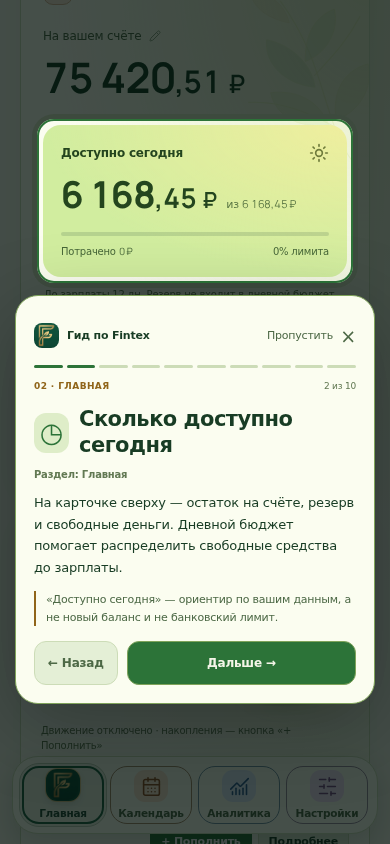 На вашем счёте
75 420,51 ₽
Доступно сегодня
6 168,45 ₽ из 6 168,45 ₽
Потрачено 0 ₽ 0% лимита
До зарплаты 12 дн. Резерв не входит в дневной бюджет
Гид по Fintex Пропустить ×
02 · ГЛАВНАЯ 2 из 10
Сколько доступно
сегодня
Раздел: Главная
На карточке сверху — остаток на счёте, резерв
и свободные деньги. Дневной бюджет
помогает распределить свободные средства
до зарплаты.
«Доступно сегодня» — ориентир по вашим данным, а
не новый баланс и не банковский лимит.
← Назад Дальше →
Движение отключено · накопления — кнопка «+
Пополнить»
Главная Календарь Аналитика Настройки
+ Пополнить Подробнее